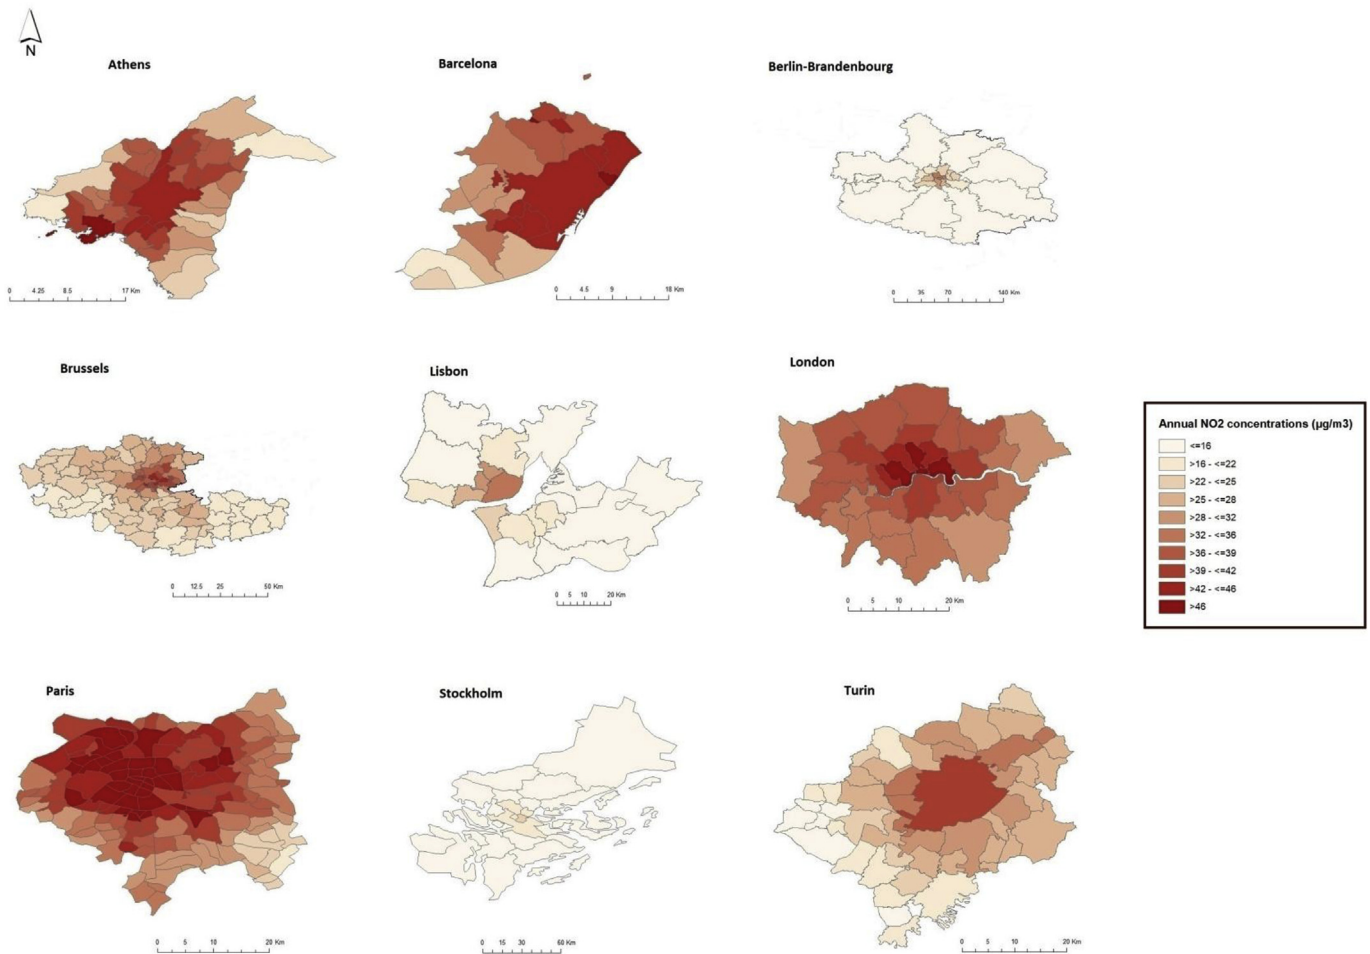 N
Athens
Barcelona
Berlin-Brandenbourg
0 4.25 8.5 17 Km
0 4.5 9 18 Km
0 35 70 140 Km
Brussels
Lisbon
London
Annual NO2 concentrations (µg/m3)
<=16
>16 - <=22
>22 - <=25
>25 - <=28
>28 - <=32
>32 - <=36
>36 - <=39
>39 - <=42
>42 - <=46
>46
0 12.5 25 50 Km
0 5 10 20 Km
0 5 10 20 Km
Paris
Stockholm
Turin
0 5 10 20 Km
0 15 30 60 Km
0 5 10 20 Km